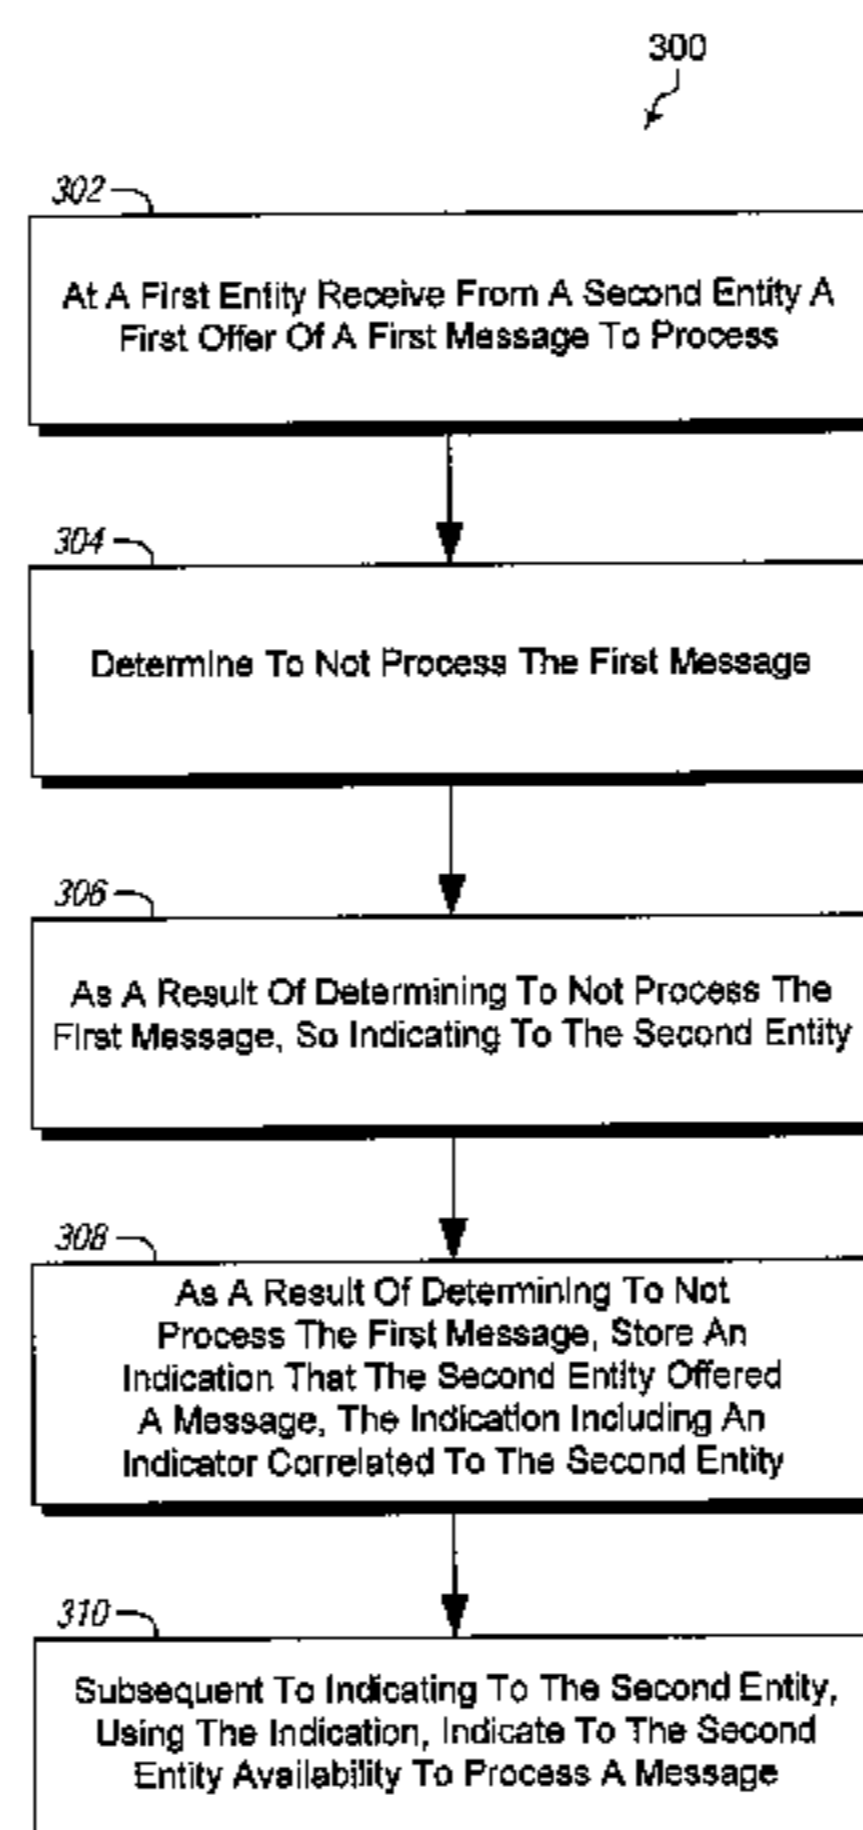 300
302
At A First Entity Receive From A Second Entity A
First Offer Of A First Message To Process
304
Determine To Not Process The First Message
306
As A Result Of Determining To Not Process The
First Message, So Indicating To The Second Entity
308
As A Result Of Determining To Not
Process The First Message, Store An
Indication That The Second Entity Offered
A Message, The Indication Including An
Indicator Correlated To The Second Entity
310
Subsequent To Indicating To The Second Entity,
Using The Indication, Indicate To The Second
Entity Availability To Process A Message